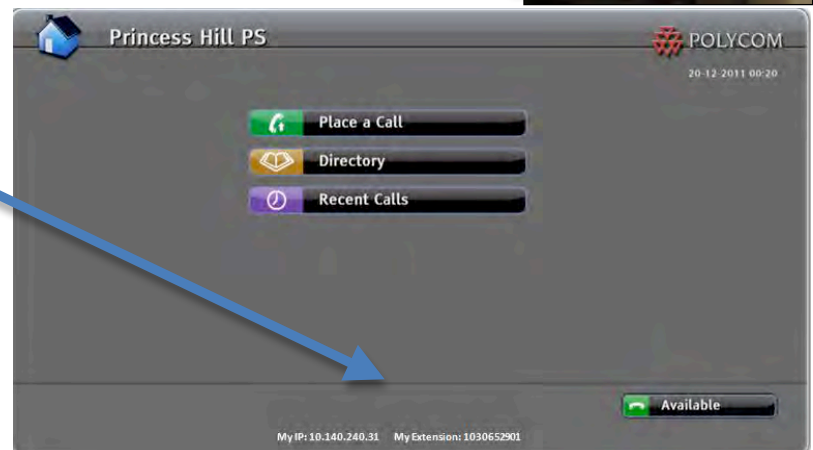 Princess Hill PS
POLYCOM
20-12-2011 00:20
Place a Call
Directory
Recent Calls
Available
My IP: 10.140.240.31 My Extension: 1030652901